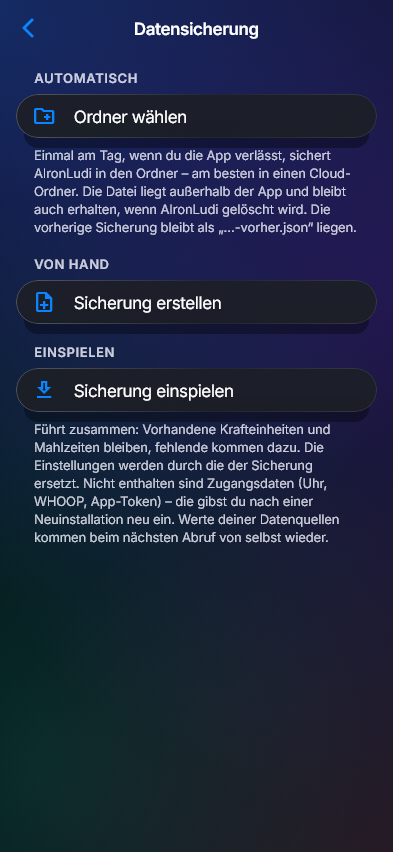 Datensicherung
AUTOMATISCH
Ordner wählen
Einmal am Tag, wenn du die App verlässt, sichert
AIronLudi in den Ordner – am besten in einen Cloud-
Ordner. Die Datei liegt außerhalb der App und bleibt
auch erhalten, wenn AIronLudi gelöscht wird. Die
vorherige Sicherung bleibt als „…-vorher.json“ liegen.
VON HAND
Sicherung erstellen
EINSPIELEN
Sicherung einspielen
Führt zusammen: Vorhandene Krafteinheiten und
Mahlzeiten bleiben, fehlende kommen dazu. Die
Einstellungen werden durch die der Sicherung
ersetzt. Nicht enthalten sind Zugangsdaten (Uhr,
WHOOP, App-Token) – die gibst du nach einer
Neuinstallation neu ein. Werte deiner Datenquellen
kommen beim nächsten Abruf von selbst wieder.